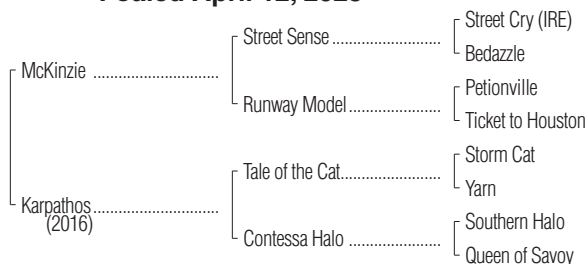 Foaled April 12,
Street Cry (IRE)
Street Sense ........................
Bedazzle
McKinzie ................................
Petionville
Runway Model .....................
Ticket to Houston
Storm Cat
Tale of the Cat......................
Yarn
Karpathos ................................
(2016)
Southern Halo
Contessa Halo .....................
Queen of Savoy